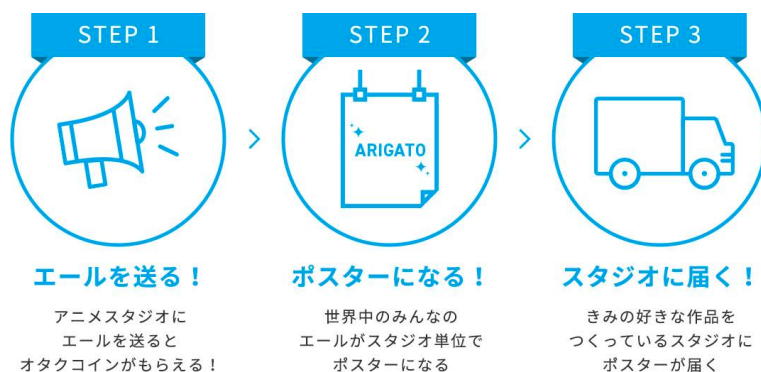 STEP 1
エールを送る！
アニメスタジオに
エールを送ると
オタクコインがもらえる！
STEP 2
ARIGATO
ポスターになる！
世界中のみんなの
エールがスタジオ単位で
ポスターになる
STEP 3
スタジオに届く！
きみの好きな作品を
つくっているスタジオに
ポスターが届く